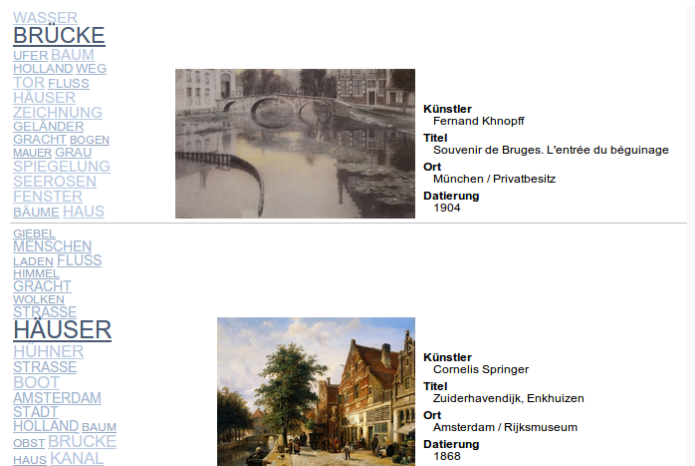 WASSER
BRÜCKE
UFER BAUM
HOLLAND WEG
TOR FLUSS
HÄUSER
ZEICHNUNG
GELÄNDER
GRACHT BOGEN
MAUER GRAU
SPIEGELUNG
SEEROSEN
FENSTER
BÄUME HAUS
Künstler
Fernand Khnopff
Titel
Souvenir de Bruges. L'entrée du béguinage
Ort
München / Privatbesitz
Datierung
1904
GIEBEL
MENSCHEN
LADEN FLUSS
HIMMEL
GRACHT
WOLKEN
STRASSE
HÄUSER
HÜHNER
STRASSE
BOOT
AMSTERDAM
STADT
HOLLAND BAUM
OBST BRÜCKE
HAUS KANAL
Künstler
Cornelis Springer
Titel
Zuiderhavendijk, Enkhuizen
Ort
Amsterdam / Rijksmuseum
Datierung
1868